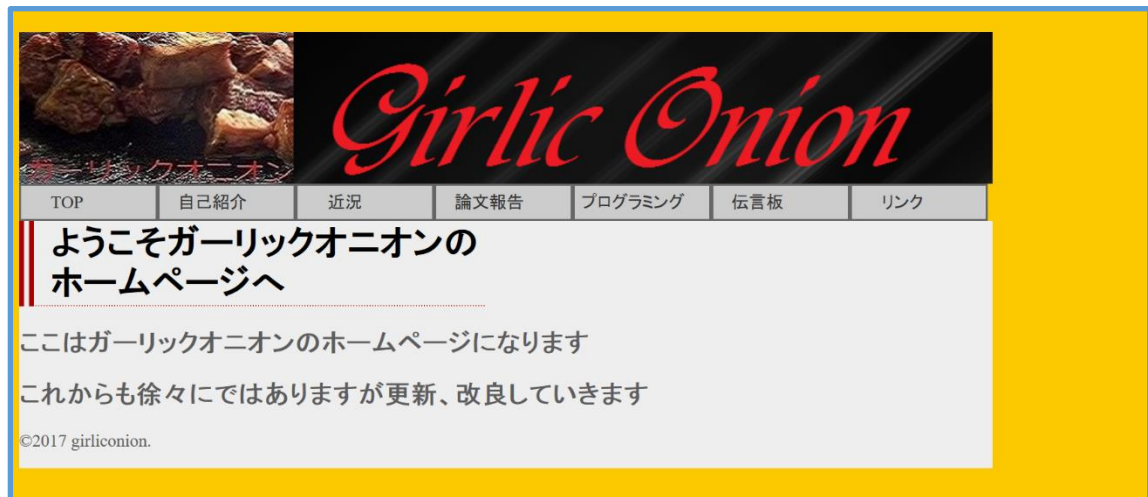 Girlic Onion
ガーリックオニオン
TOP 自己紹介 近況 論文報告 プログラミング 伝言板 リンク
ようこそガーリックオニオンの
ホームページへ
ここはガーリックオニオンのホームページになります
これからも徐々にではありますが更新、改良していきます
©2017 girliconion.